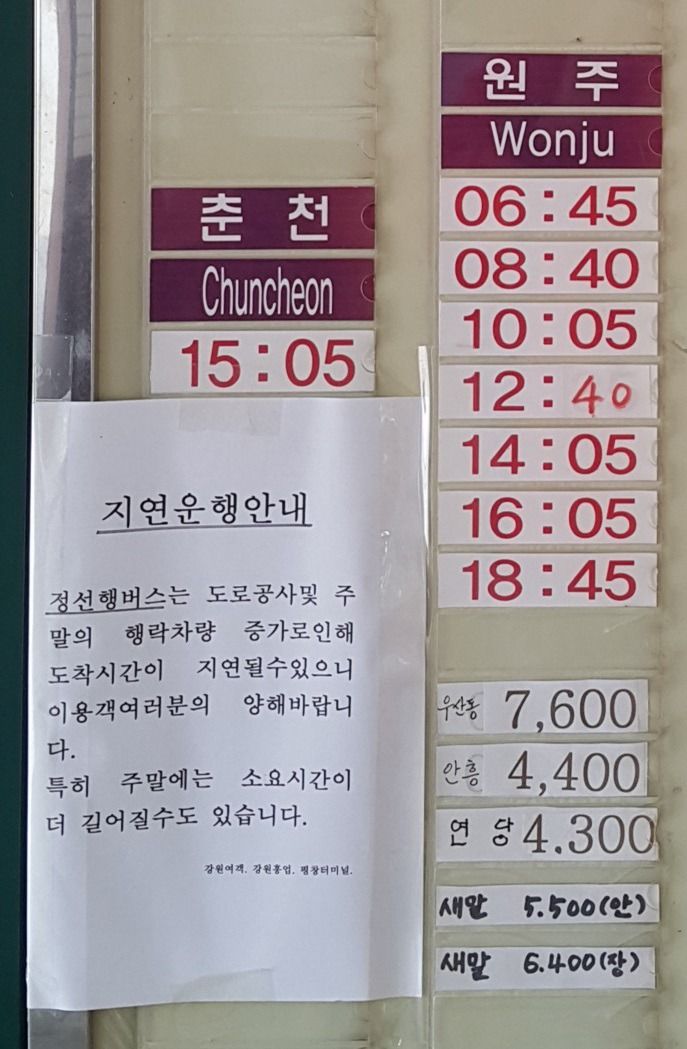 춘 천
Chuncheon
15:05
지연운행안내
정선행버스는 도로공사및 주
말의 행락차량 증가로인해
도착시간이 지연될수있으니
이용객여러분의 양해바랍니
다.
특히 주말에는 소요시간이
더 길어질수도 있습니다.
강원여객. 강원흥업. 평창터미널.
원 주
Wonju
06:45
08:40
10:05
12:40
14:05
16:05
18:45
우산동 7,600
안흥 4,400
연 당 4.300
새말 5.500(안)
새말 6.400(장)